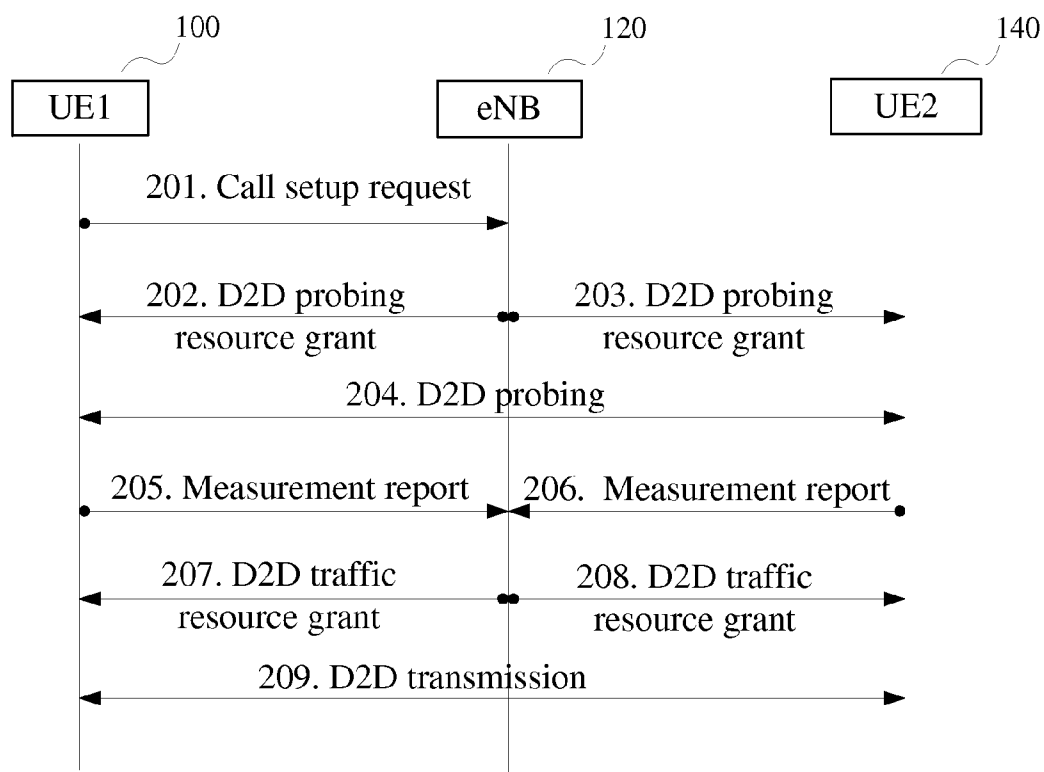 100
120
140
UE1
eNB
UE2
201. Call setup request
202. D2D probing
resource grant
203. D2D probing
resource grant
204. D2D probing
205. Measurement report
206. Measurement report
207. D2D traffic
resource grant
208. D2D traffic
resource grant
209. D2D transmission